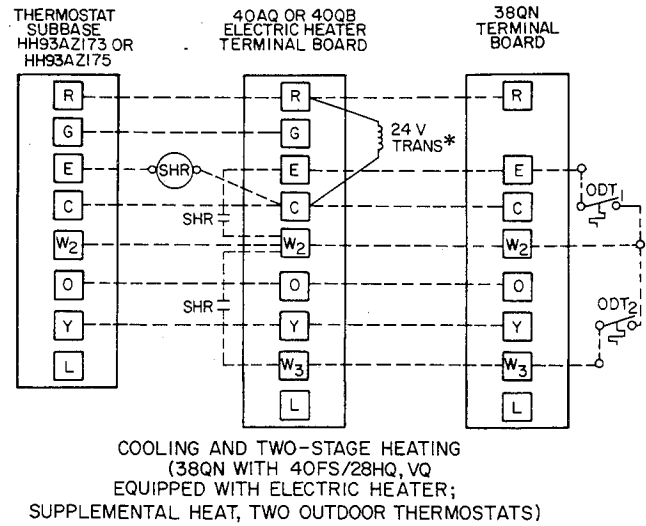 THERMOSTAT
SUBBASE
HH93AZ173 OR
HH93AZ175
40AQ OR 40QB
ELECTRIC HEATER
TERMINAL BOARD
38QN
TERMINAL
BOARD
R R R
G G 24 V
TRANS*
E SHR E E
ODT1
C C C
SHR
W2 W2 W2
O O O
SHR ODT2
Y Y Y
L W3 W3
L L
COOLING AND TWO-STAGE HEATING
(38QN WITH 40FS/28HQ, VQ
EQUIPPED WITH ELECTRIC HEATER;
SUPPLEMENTAL HEAT, TWO OUTDOOR THERMOSTATS)